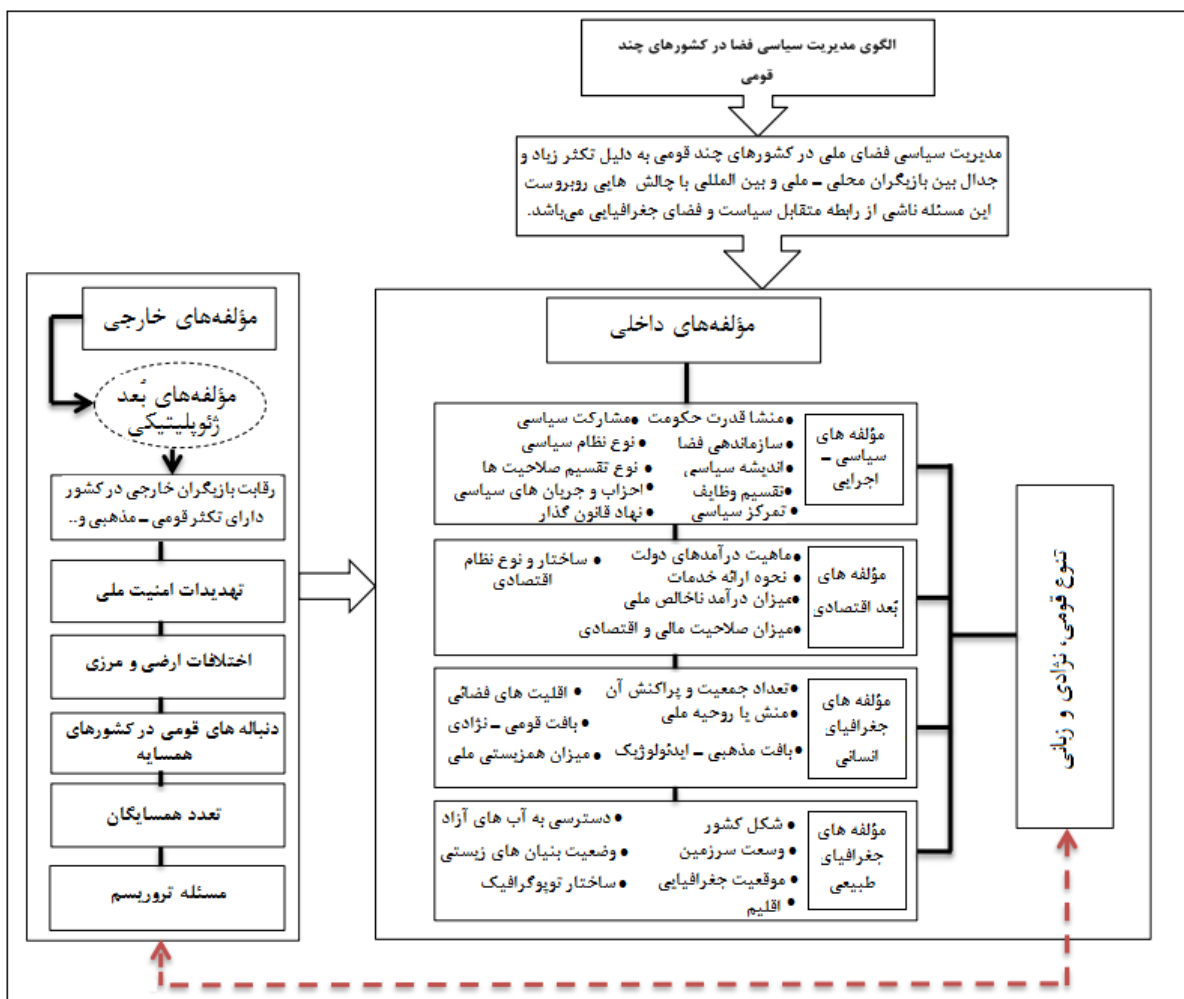 الگوی مدیریت سیاسی فضا در کشورهای چند
قومی
مدیریت سیاسی فضای ملی در کشورهای چند قومی به دلیل تکثر زیاد و
جدال بین بازیگران محلی – ملی و بین المللی با چالش هایی روبروست
این مسئله ناشی از رابطه متقابل سیاست و فضای جغرافیایی می‌باشد.
مؤلفه‌های داخلی
مؤلفه های
سیاسی –
اجرایی
●منشا قدرت حکومت
●سازماندهی فضا
●اندیشه سیاسی
●تقسیم وظایف
●تمرکز سیاسی
●مشارکت سیاسی
● نوع نظام سیاسی
● نوع تقسیم صلاحیت ها
●احزاب و جریان های سیاسی
●نهاد قانون گذار
مؤلفه های
بُعد اقتصادی
●ماهیت درآمدهای دولت
● نحوه ارائه خدمات
●میزان درآمد ناخالص ملی
●میزان صلاحیت مالی و اقتصادی
● ساختار و نوع نظام
اقتصادی
مؤلفه های
جغرافیای
انسانی
●تعداد جمعیت و پراکنش آن
●منش یا روحیه ملی
●بافت مذهبی – ایدئولوژیک
● اقلیت های فضائی
●بافت قومی – نژادی
● میزان همزیستی ملی
مؤلفه های
جغرافیای
طبیعی
● شکل کشور
● وسعت سرزمین
● موقعیت جغرافیایی
● اقلیم
●دسترسی به آب های آزاد
●وضعیت بنیان های زیستی
●ساختار توپوگرافیک
تنوع قومی، نژادی و زبانی
مؤلفه‌های خارجی
مؤلفه‌های بُعد
ژئوپلیتیکی
رقابت بازیگران خارجی در کشور
دارای تکثر قومی – مذهبی و..
تهدیدات امنیت ملی
اختلافات ارضی و مرزی
دنباله های قومی در کشورهای
همسایه
تعدد همسایگان
مسئله تروریسم